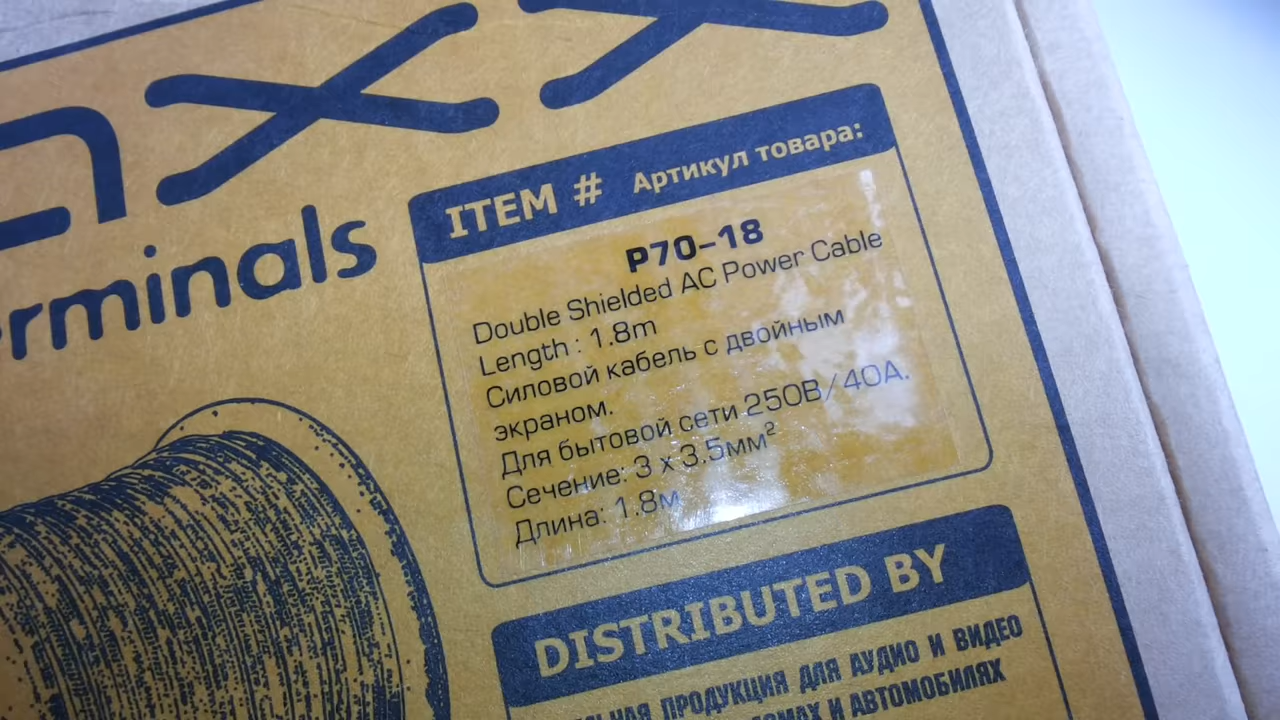 erminals
ITEM # Артикул товара:
P70-18
Double Shielded AC Power Cable
Length : 1.8m
Силовой кабель с двойным
экраном.
Для бытовой сети 250В/40А.
Сечение: 3 x 3.5мм²
Длина: 1.8м
DISTRIBUTED BY
ПРОДУКЦИЯ ДЛЯ АУДИО И ВИДЕО
И АВТОМОБИЛЯХ